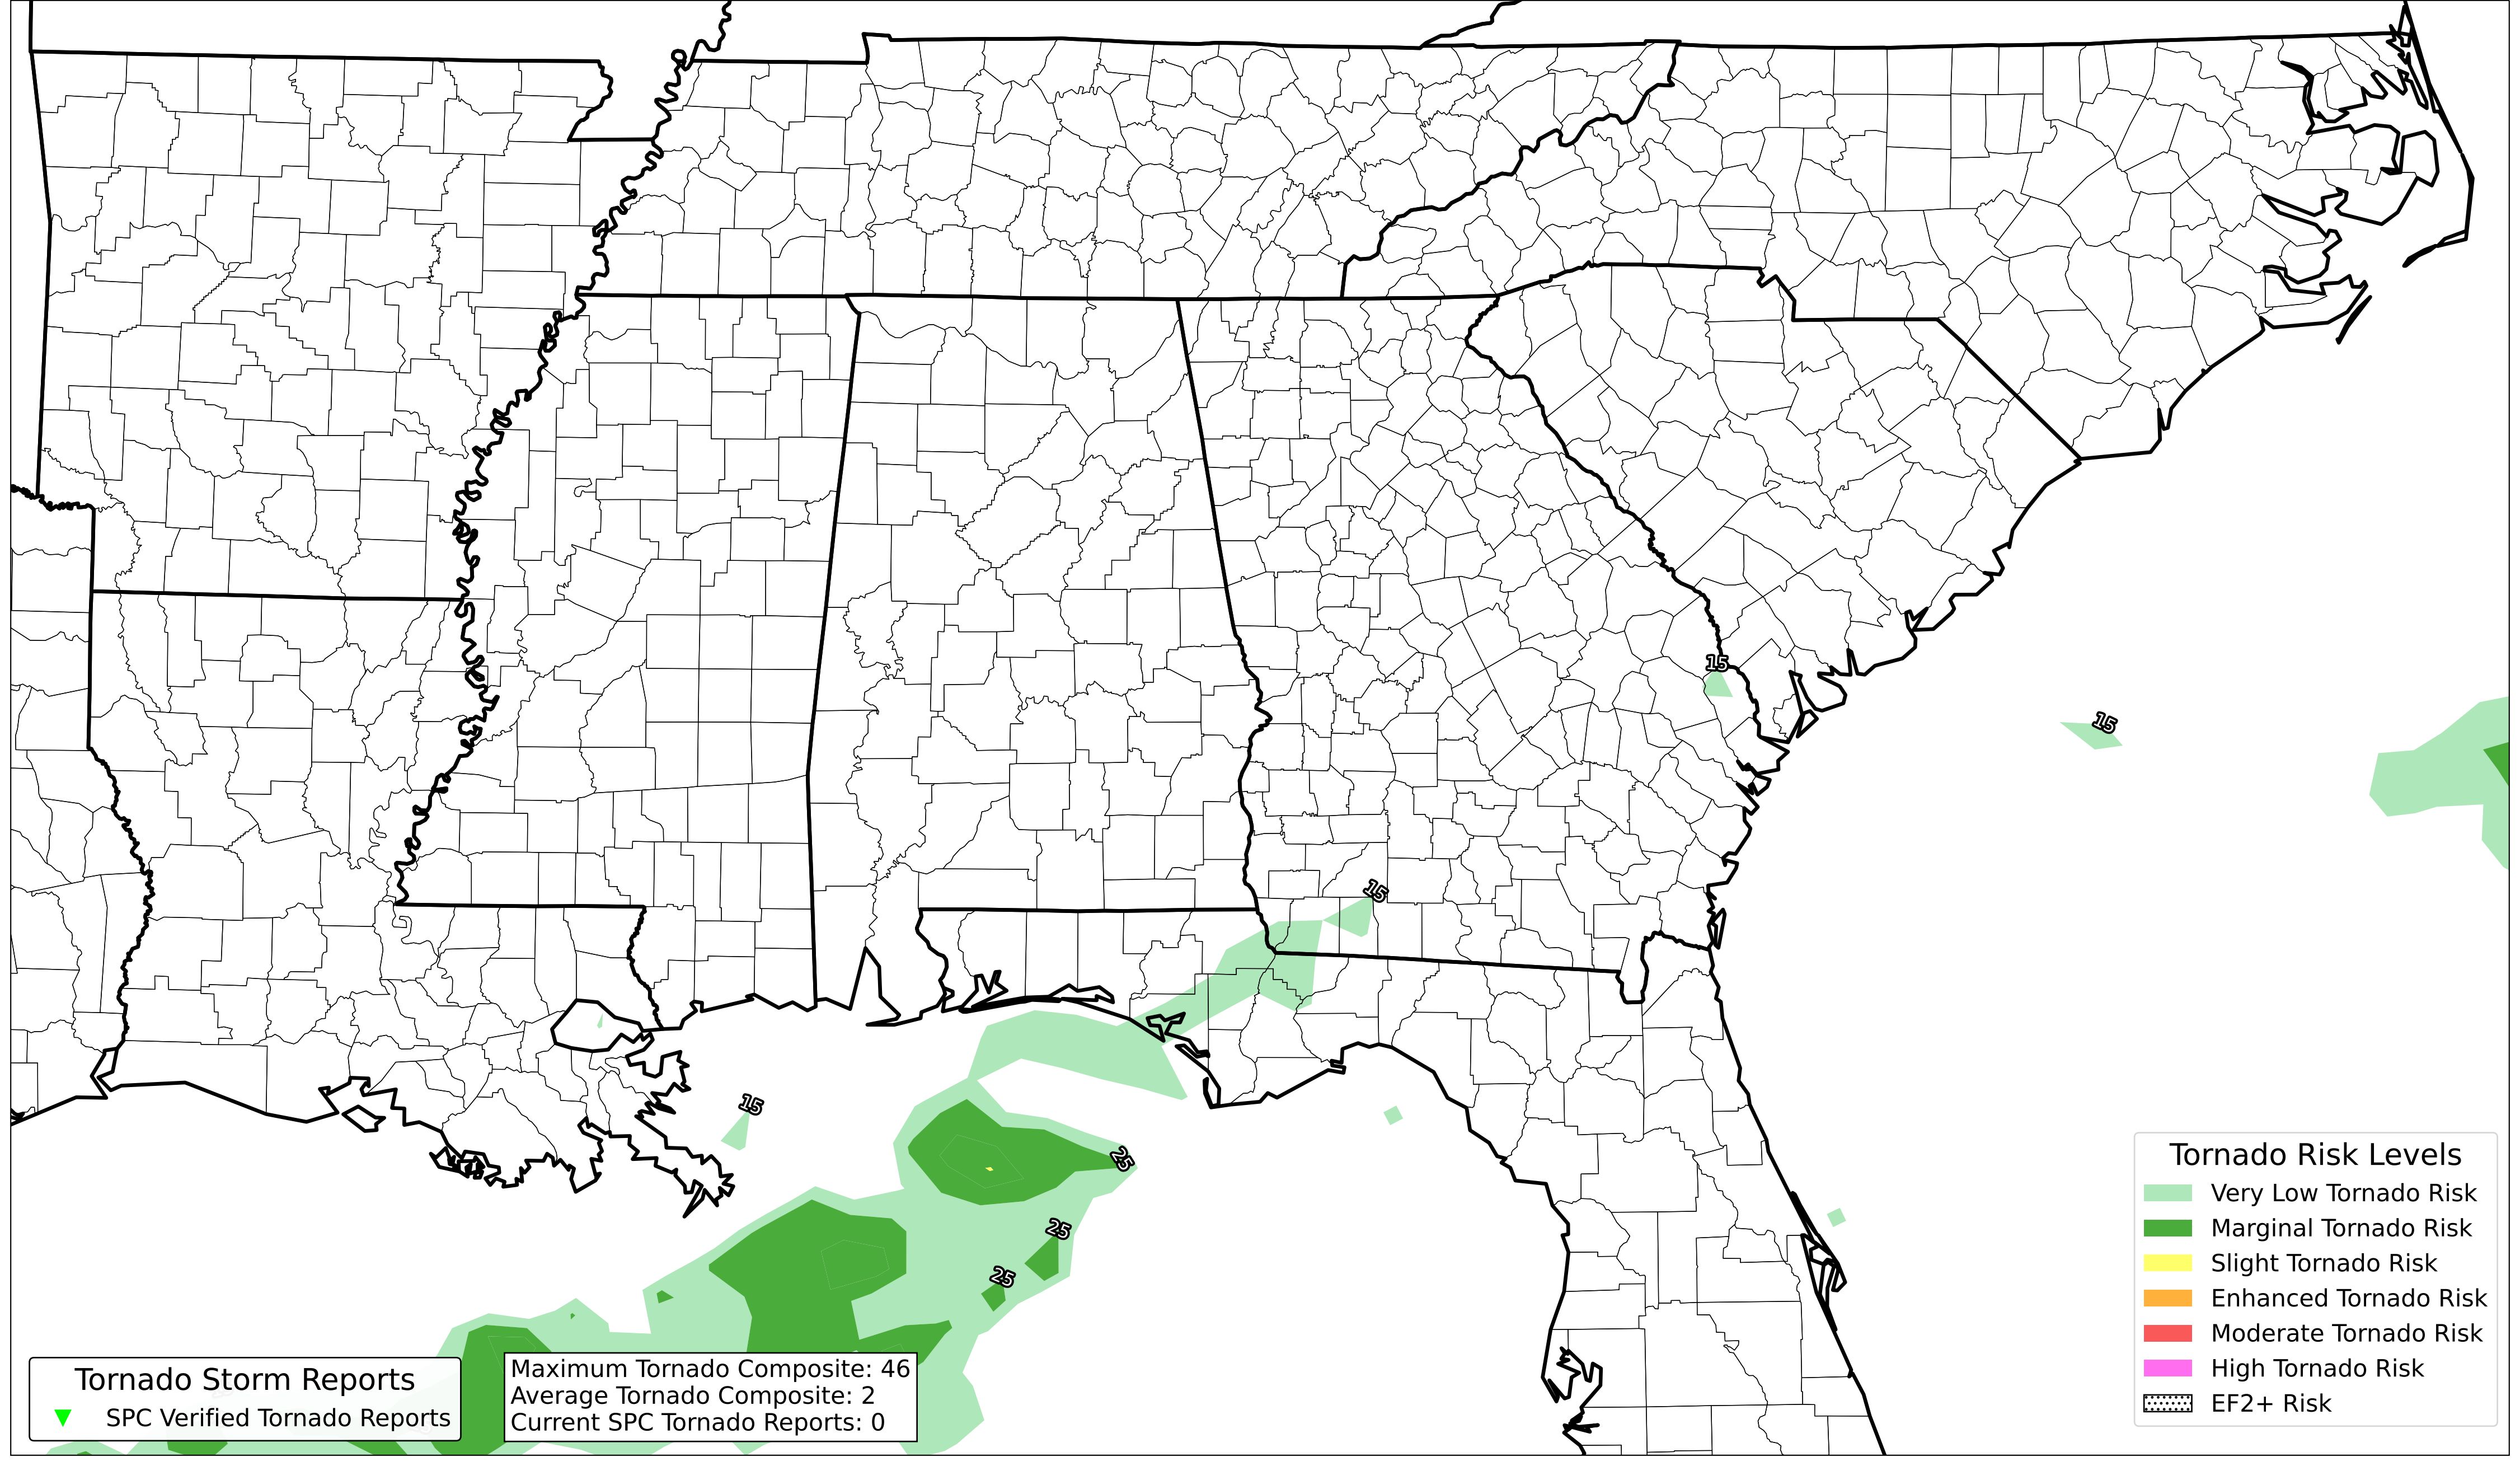 15
15
15
15
25
25
25
Tornado Risk Levels
Very Low Tornado Risk
Marginal Tornado Risk
Slight Tornado Risk
Enhanced Tornado Risk
Moderate Tornado Risk
High Tornado Risk
EF2+ Risk
Tornado Storm Reports
SPC Verified Tornado Reports
Maximum Tornado Composite: 46
Average Tornado Composite: 2
Current SPC Tornado Reports: 0